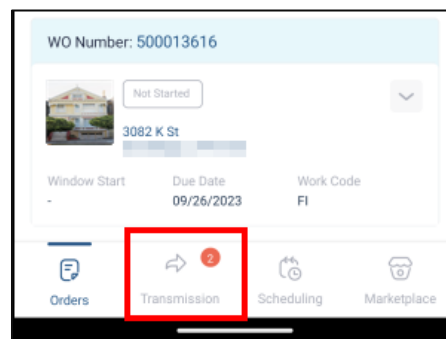 WO Number: 500013616
Not Started
3082 K St
Window Start Due Date Work Code
- 09/26/2023 FI
2
Orders Transmission Scheduling Marketplace